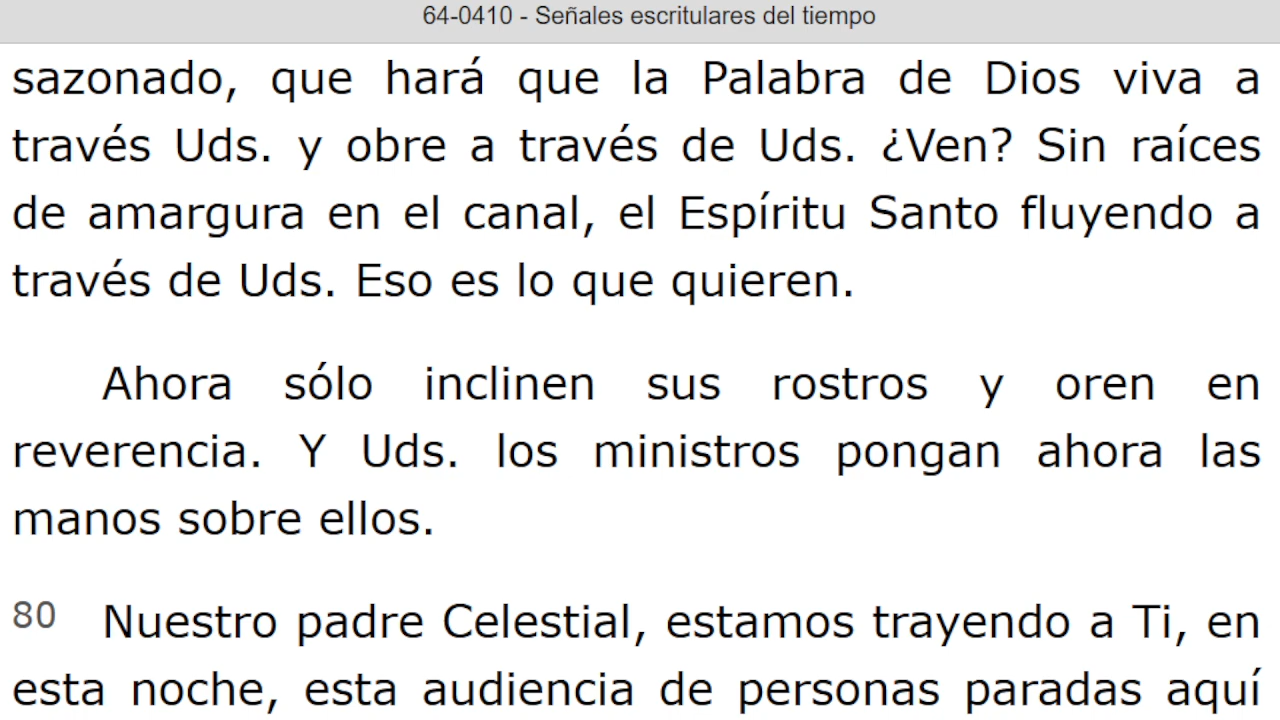 64-0410 - Señales escritulares del tiempo
sazonado, que hará que la Palabra de Dios viva a
través Uds. y obre a través de Uds. ¿Ven? Sin raíces
de amargura en el canal, el Espíritu Santo fluyendo a
través de Uds. Eso es lo que quieren.
Ahora sólo inclinen sus rostros y oren en
reverencia. Y Uds. los ministros pongan ahora las
manos sobre ellos.
80 Nuestro padre Celestial, estamos trayendo a Ti, en
esta noche, esta audiencia de personas paradas aquí